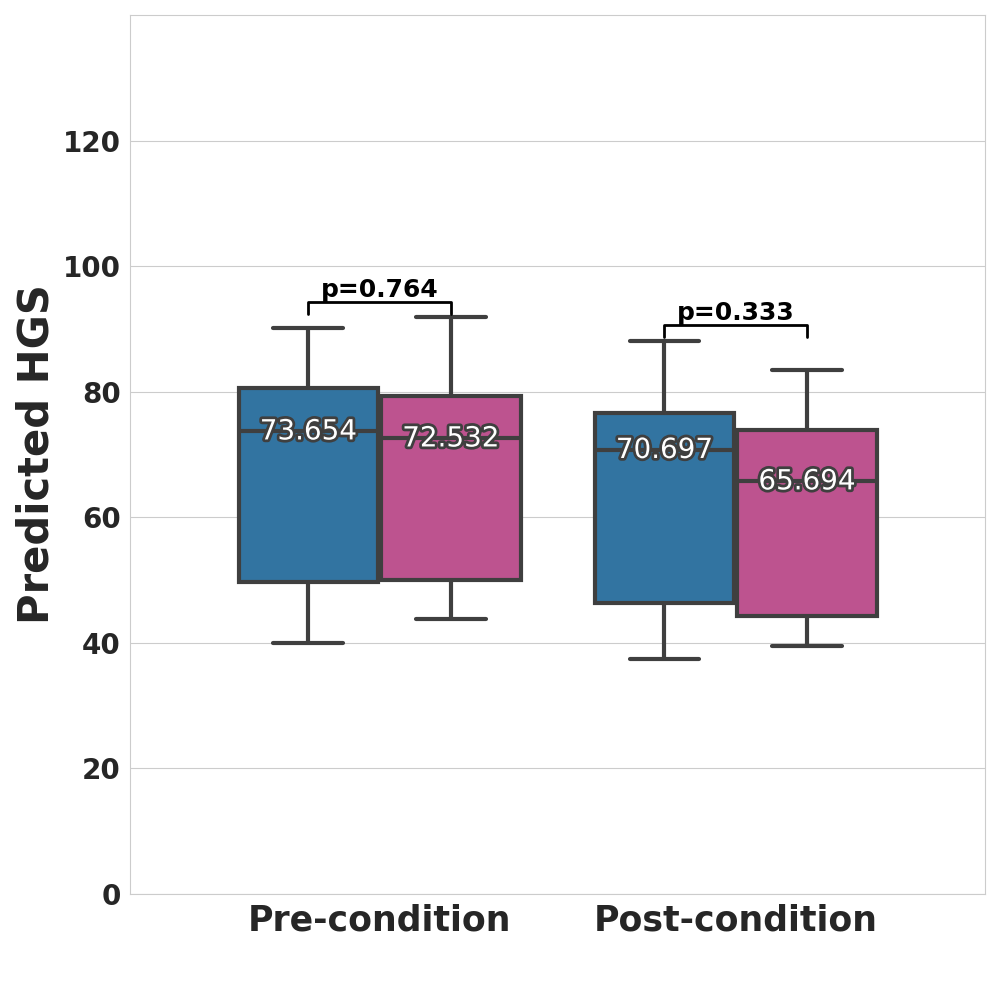 Predicted HGS
120
100
80
60
40
20
0
p=0.764
p=0.333
73.654
72.532
70.697
65.694
Pre-condition
Post-condition